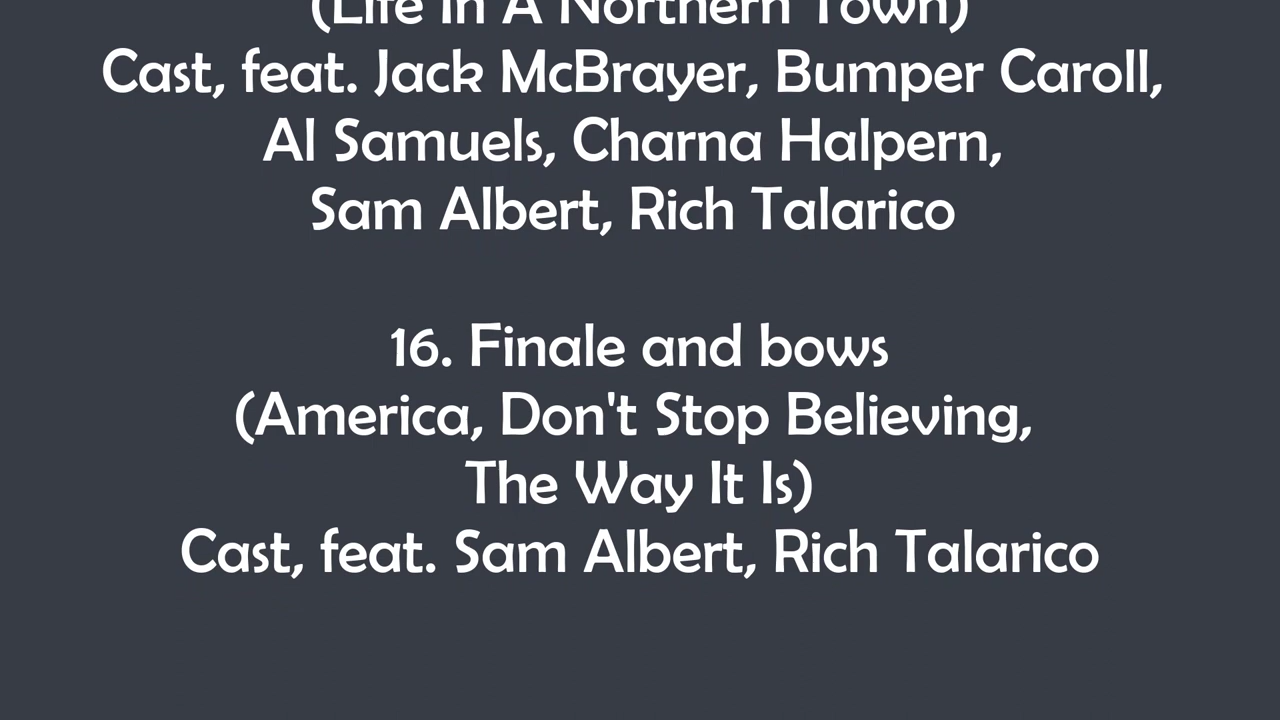 (Life In A Northern Town)
Cast, feat. Jack McBrayer, Bumper Caroll,
Al Samuels, Charna Halpern,
Sam Albert, Rich Talarico
16. Finale and bows
(America, Don't Stop Believing,
The Way It Is)
Cast, feat. Sam Albert, Rich Talarico